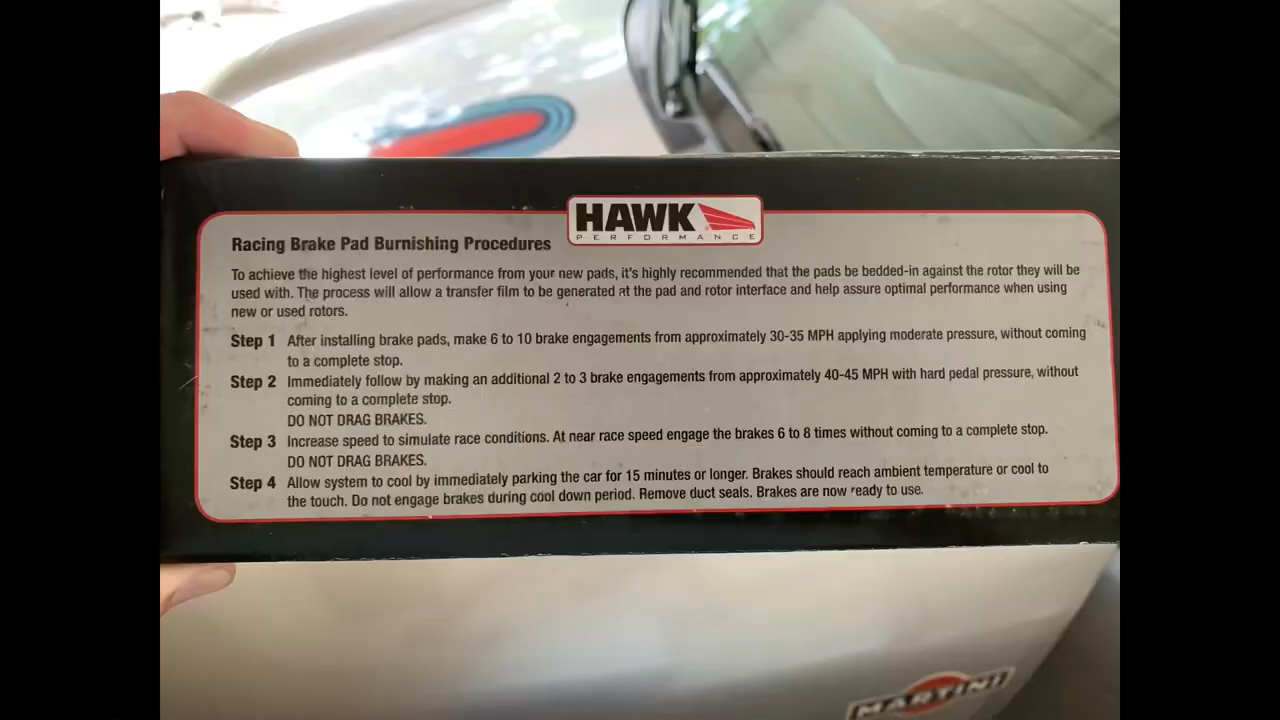 HAWK
PERFORMANCE
Racing Brake Pad Burnishing Procedures
To achieve the highest level of performance from your new pads, it's highly recommended that the pads be bedded-in against the rotor they will be
used with. The process will allow a transfer film to be generated at the pad and rotor interface and help assure optimal performance when using
new or used rotors.
Step 1 After installing brake pads, make 6 to 10 brake engagements from approximately 30-35 MPH applying moderate pressure, without coming
to a complete stop.
Step 2 Immediately follow by making an additional 2 to 3 brake engagements from approximately 40-45 MPH with hard pedal pressure, without
coming to a complete stop.
DO NOT DRAG BRAKES.
Step 3 Increase speed to simulate race conditions. At near race speed engage the brakes 6 to 8 times without coming to a complete stop.
DO NOT DRAG BRAKES.
Step 4 Allow system to cool by immediately parking the car for 15 minutes or longer. Brakes should reach ambient temperature or cool to
the touch. Do not engage brakes during cool down period. Remove duct seals. Brakes are now ready to use.
MARTINI